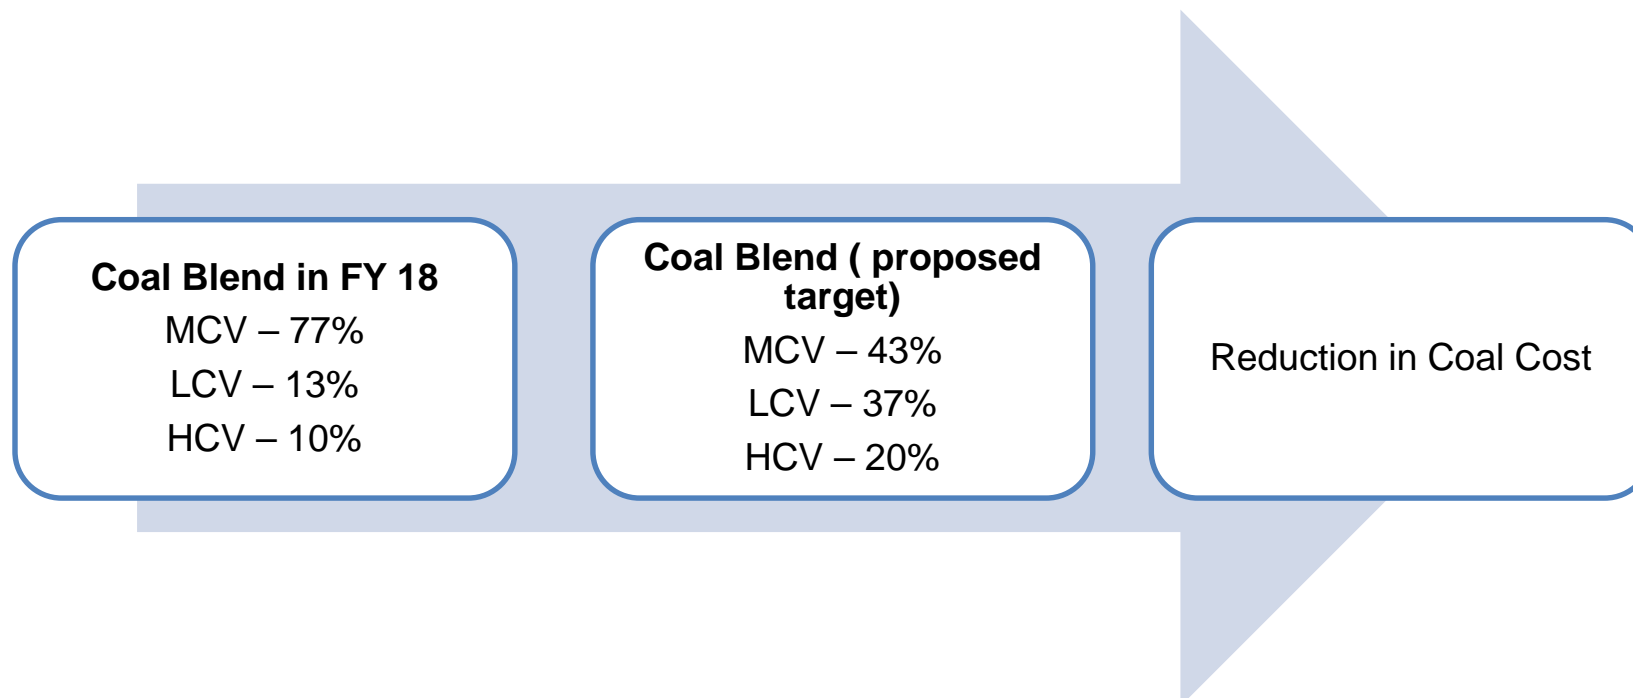 Coal Blend in FY 18
MCV – 77%
LCV – 13%
HCV – 10%
Coal Blend ( proposed
target)
MCV – 43%
LCV – 37%
HCV – 20%
Reduction in Coal Cost